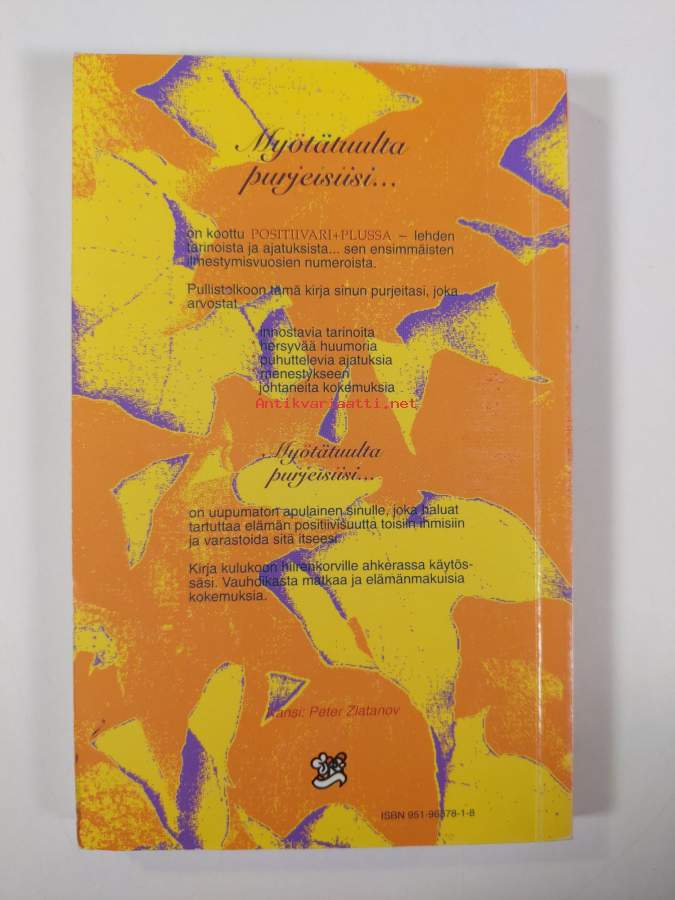 Myötätuulta
purjeisiisi...
on koottu POSITIIVARI+PLUSSA – lehden
tarinoista ja ajatuksista... sen ensimmäisten
ilmestymisvuosien numeroista.
Pullistelkoon tämä kirja sinun purjeitasi, joka
arvostat
innostavia tarinoita
hersyvää huumoria
puhuttelevia ajatuksia
menestykseen
johtaneita kokemuksia
Antikvariaatti.net
Myötätuulta
purjeisiisi...
on uupumaton apulainen sinulle, joka haluat
tartuttaa elämän positiivisuutta toisiin ihmisiin
ja varastoida sitä itseesi.
Kirja kulukoon hiirenkorville ahkerassa käytös-
säsi. Vauhdikasta matkaa ja elämänmakuisia
kokemuksia.
Kansi: Peter Zlatanov
ISBN 951-96378-1-8